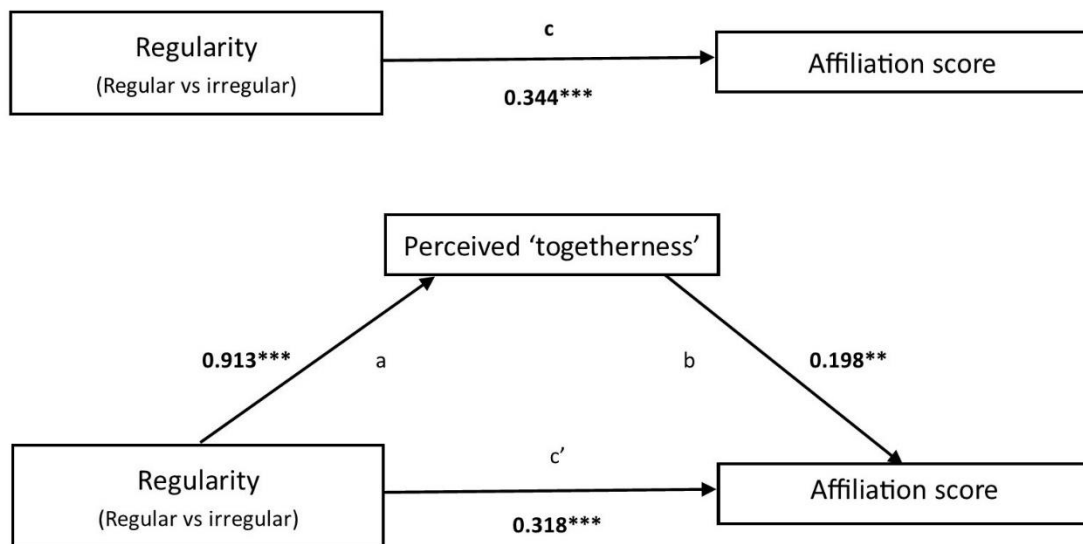 Regularity
(Regular vs irregular)
c
0.344***
Affiliation score
Perceived ‘togetherness’
0.913***
a
b
0.198**
Regularity
(Regular vs irregular)
c’
0.318***
Affiliation score